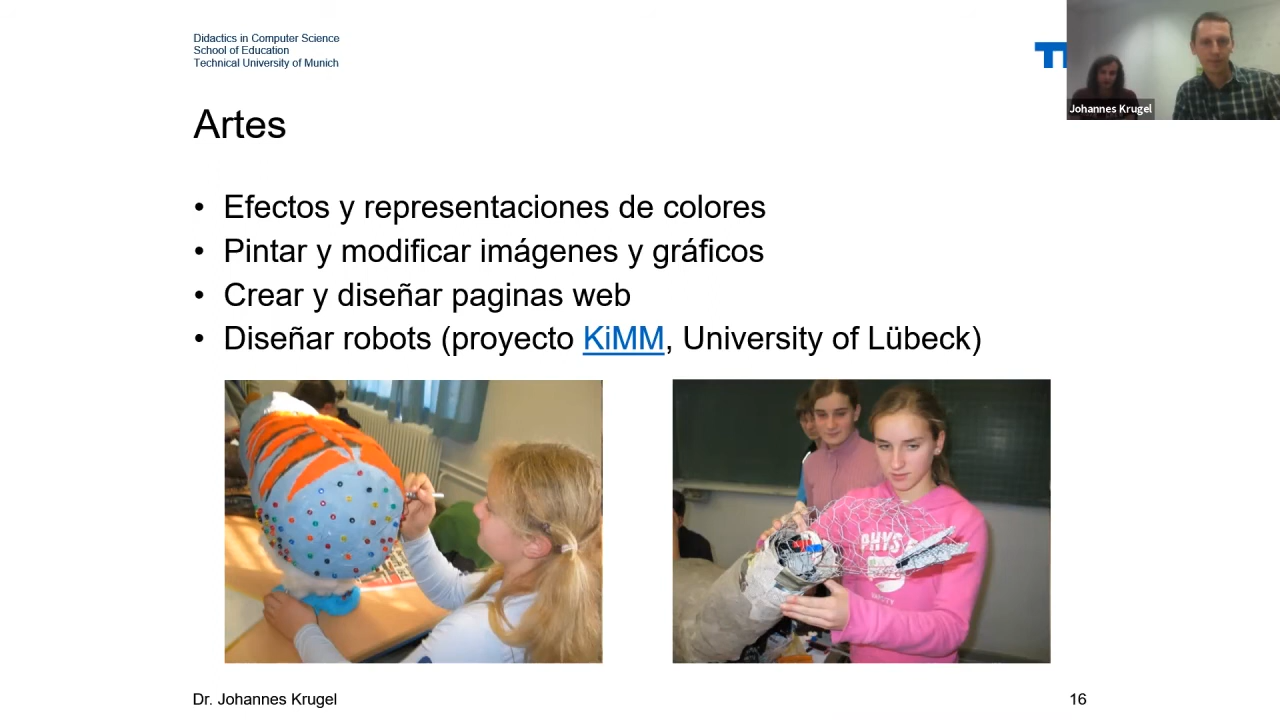 Didactics in Computer Science
School of Education
Technical University of Munich
Johannes Krugel
Artes
• Efectos y representaciones de colores
• Pintar y modificar imágenes y gráficos
• Crear y diseñar paginas web
• Diseñar robots (proyecto KiMM, University of Lübeck)
PHYS
Dr. Johannes Krugel
16